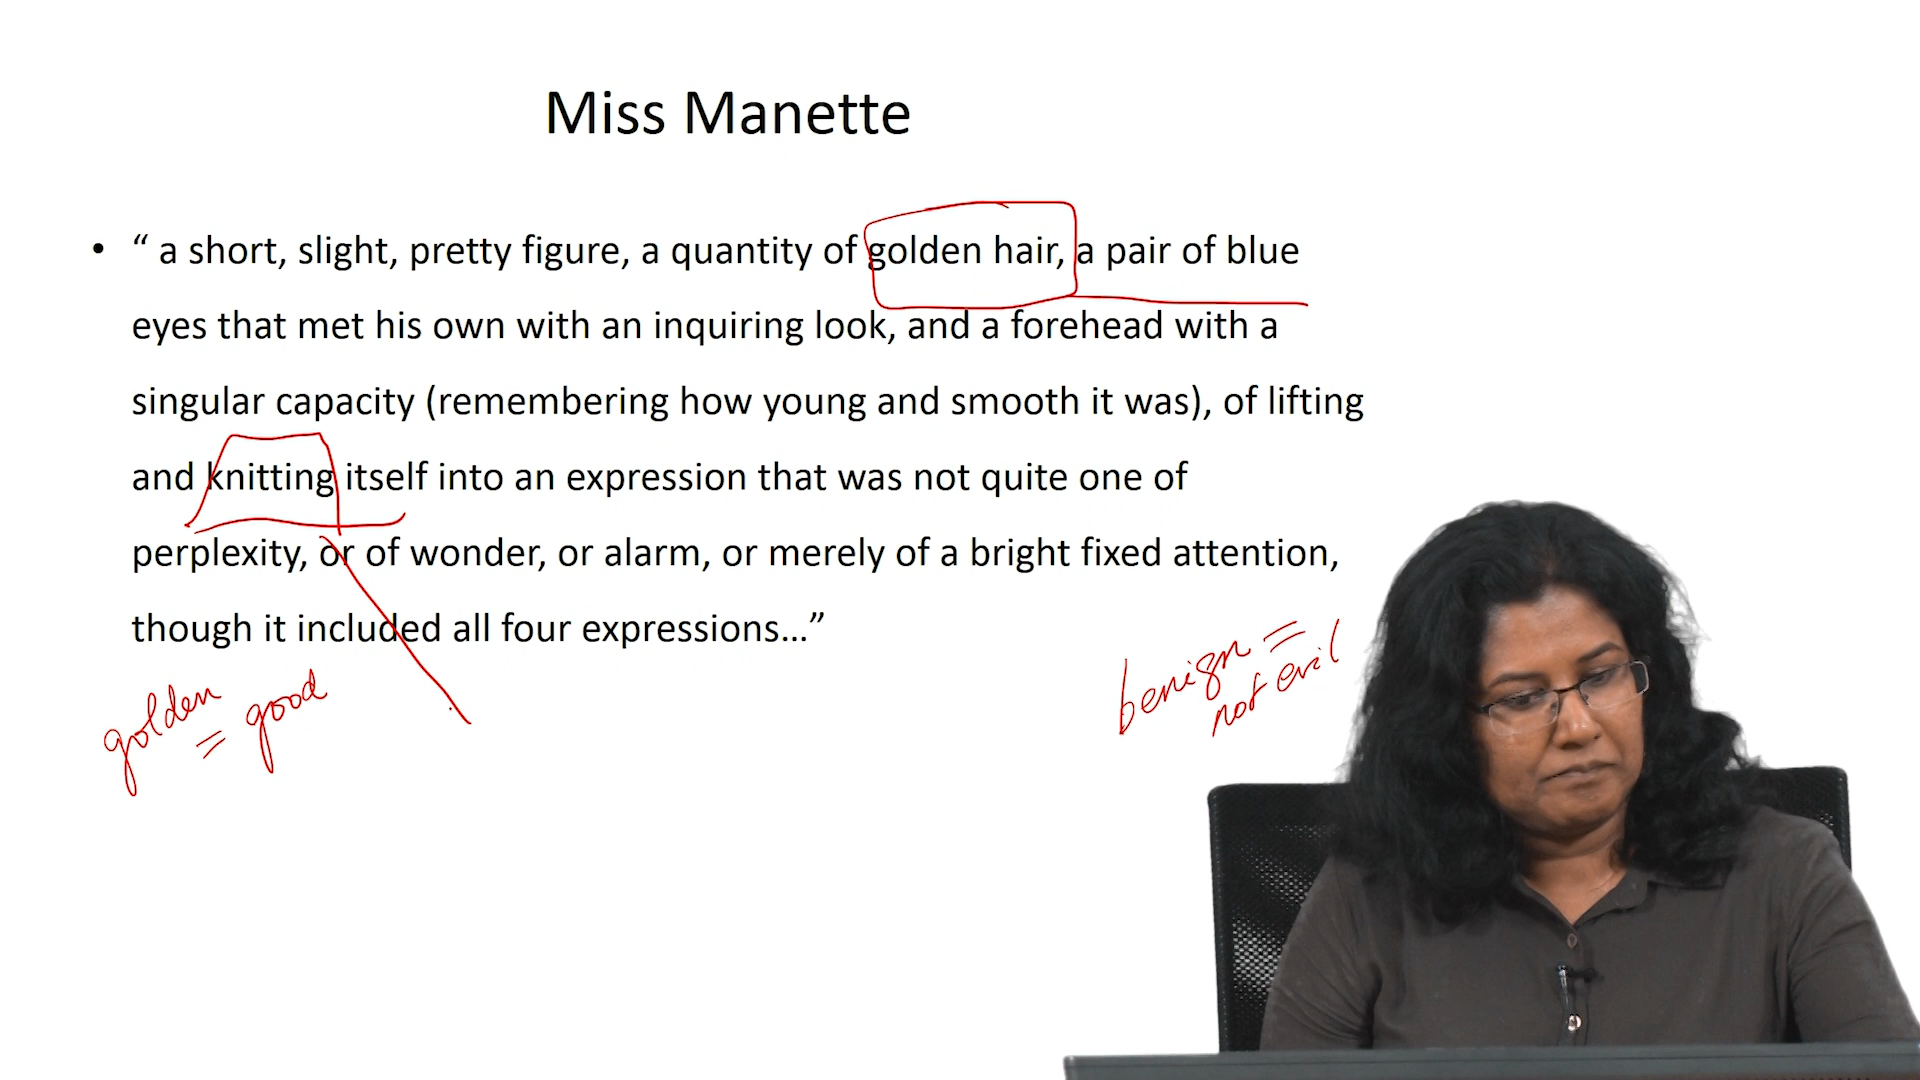 Miss Manette
• “ a short, slight, pretty figure, a quantity of golden hair, a pair of blue
eyes that met his own with an inquiring look, and a forehead with a
singular capacity (remembering how young and smooth it was), of lifting
and knitting itself into an expression that was not quite one of
perplexity, or of wonder, or alarm, or merely of a bright fixed attention,
though it included all four expressions...”
golden
= good
benign =
not evil